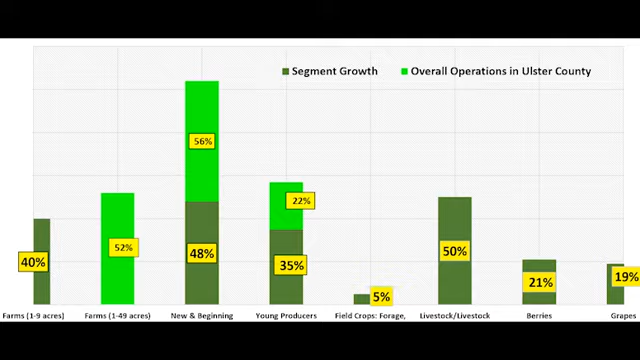 Segment Growth
Overall Operations in Ulster County
56%
22%
52%
48%
50%
40%
35%
21%
19%
5%
Farms (1-9 acres)
Farms (1-49 acres)
New & Beginning
Young Producers
Field Crops: Forage,
Livestock/Livestock
Berries
Grapes